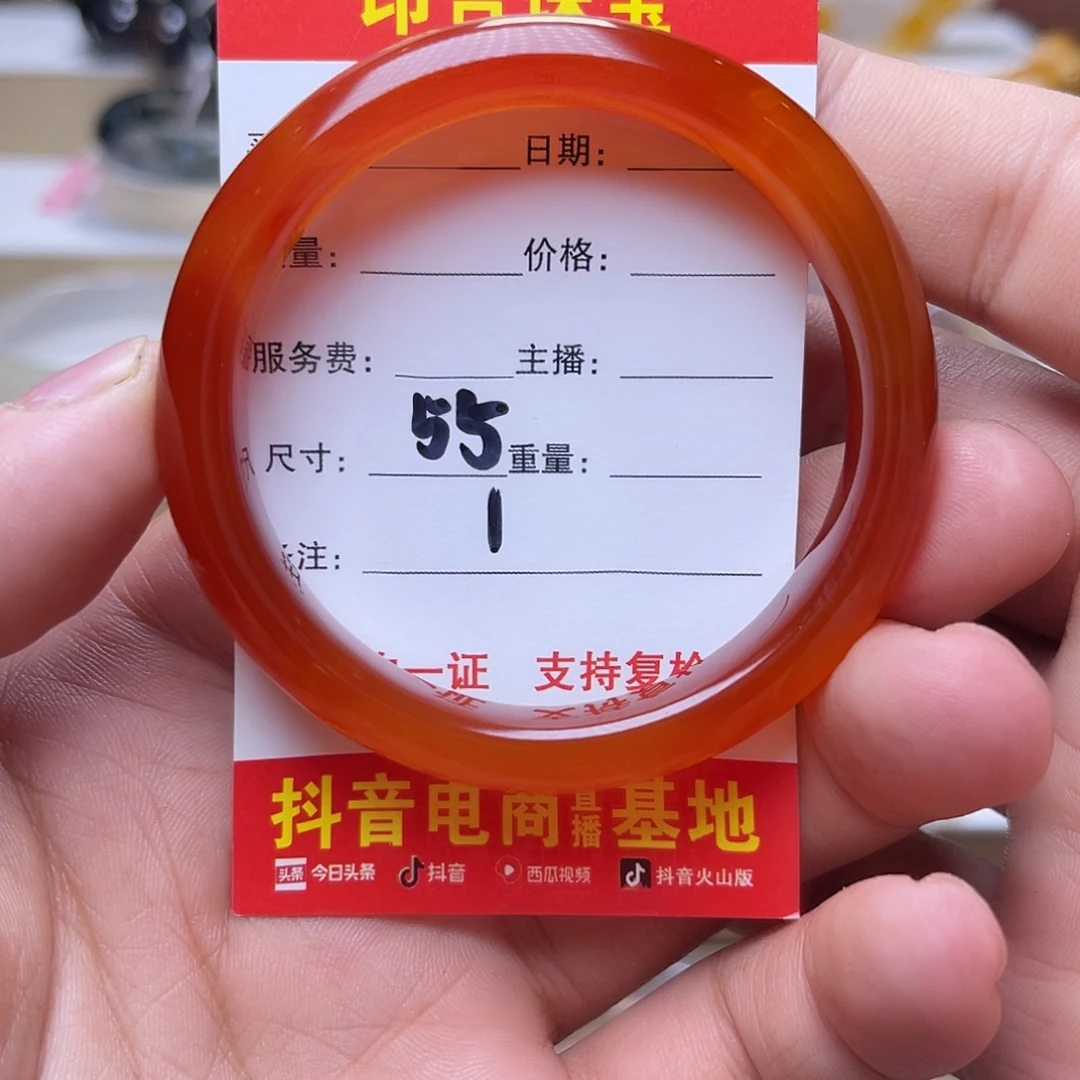 日期：
量： 价格：
服务费： 主播：
55
尺寸： 重量：
1
注：
一证 支持复检
抖音电商直播基地
头条 今日头条 抖音 西瓜视频 抖音火山版